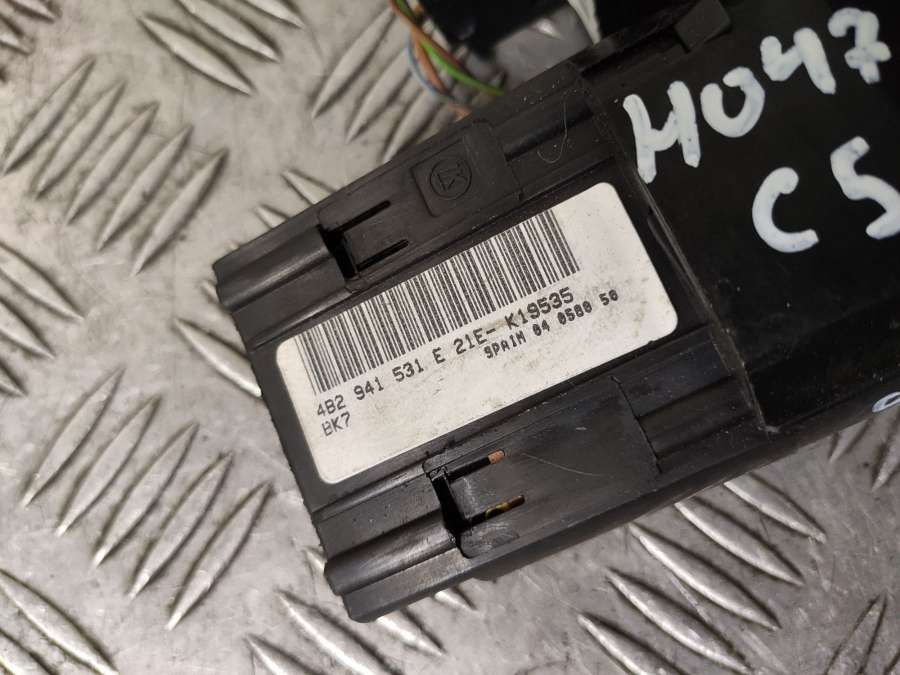 H047
C5
4B2 941 531 E 21E- K19535
BK7 SPAIN 04 0580 50